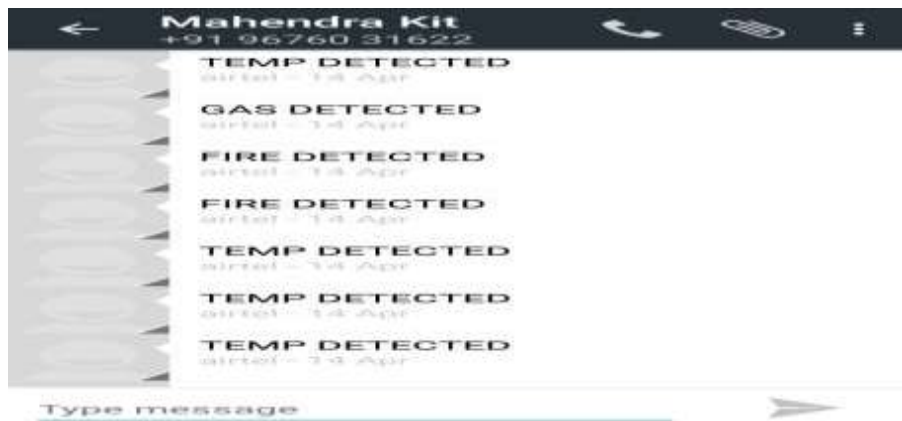 Mahendra Kit
+91 96760 31622
TEMP DETECTED
airtel - 14 Apr
GAS DETECTED
airtel - 14 Apr
FIRE DETECTED
airtel - 14 Apr
FIRE DETECTED
airtel - 14 Apr
TEMP DETECTED
airtel - 14 Apr
TEMP DETECTED
airtel - 14 Apr
TEMP DETECTED
airtel - 14 Apr
Type message